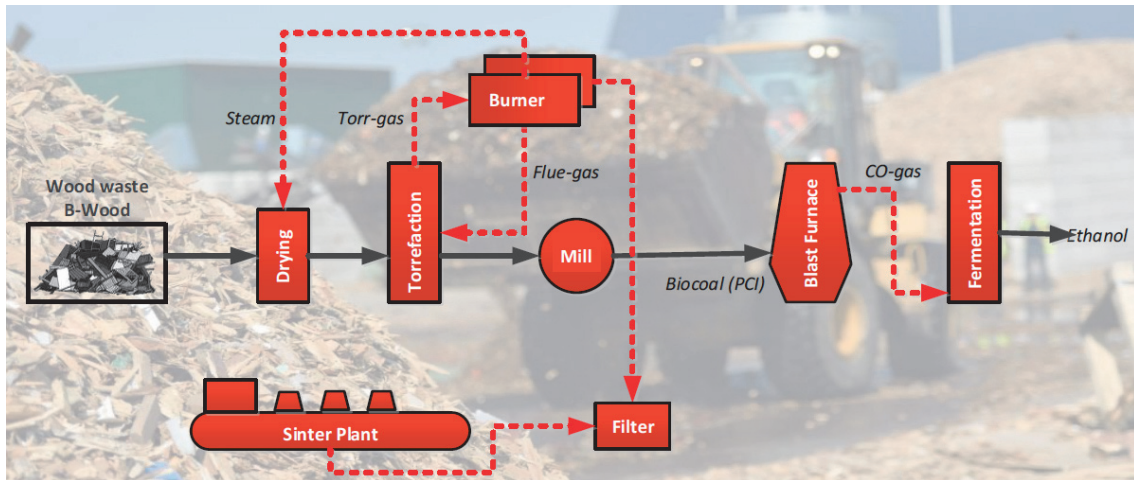 Wood waste
B-Wood
Steam
Torr-gas
Burner
Flue-gas
Drying
Torrefaction
Mill
Biocoal (PCI)
Blast Furnace
CO-gas
Fermentation
Ethanol
Sinter Plant
Filter